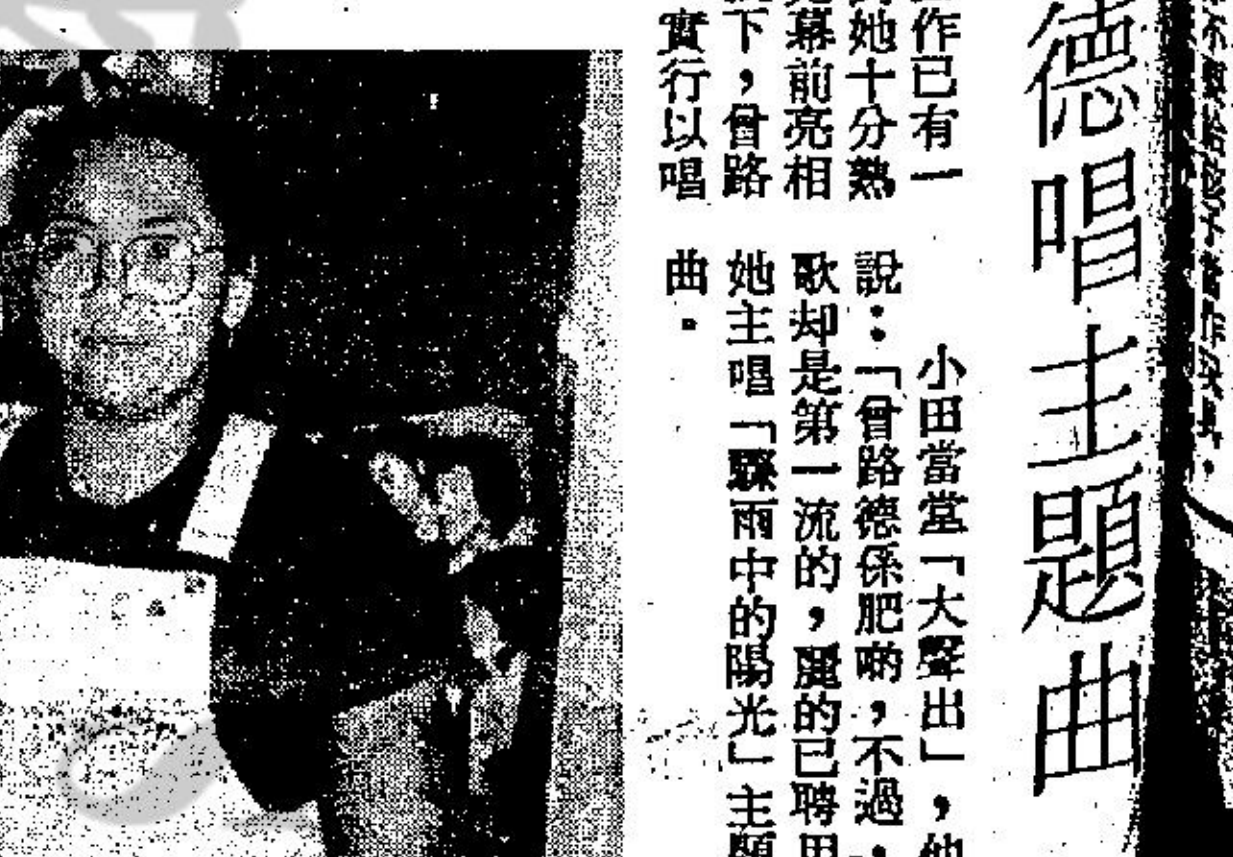 德唱主題曲
作已有一
她十分熟
幕前亮相
下，曾路
實行以唱
小田當堂「大聲出」，他
說：「曾路德係肥啲，不過，
歌却是第一流的，麗的已聘用
她主唱「驟雨中的陽光」主題
曲。